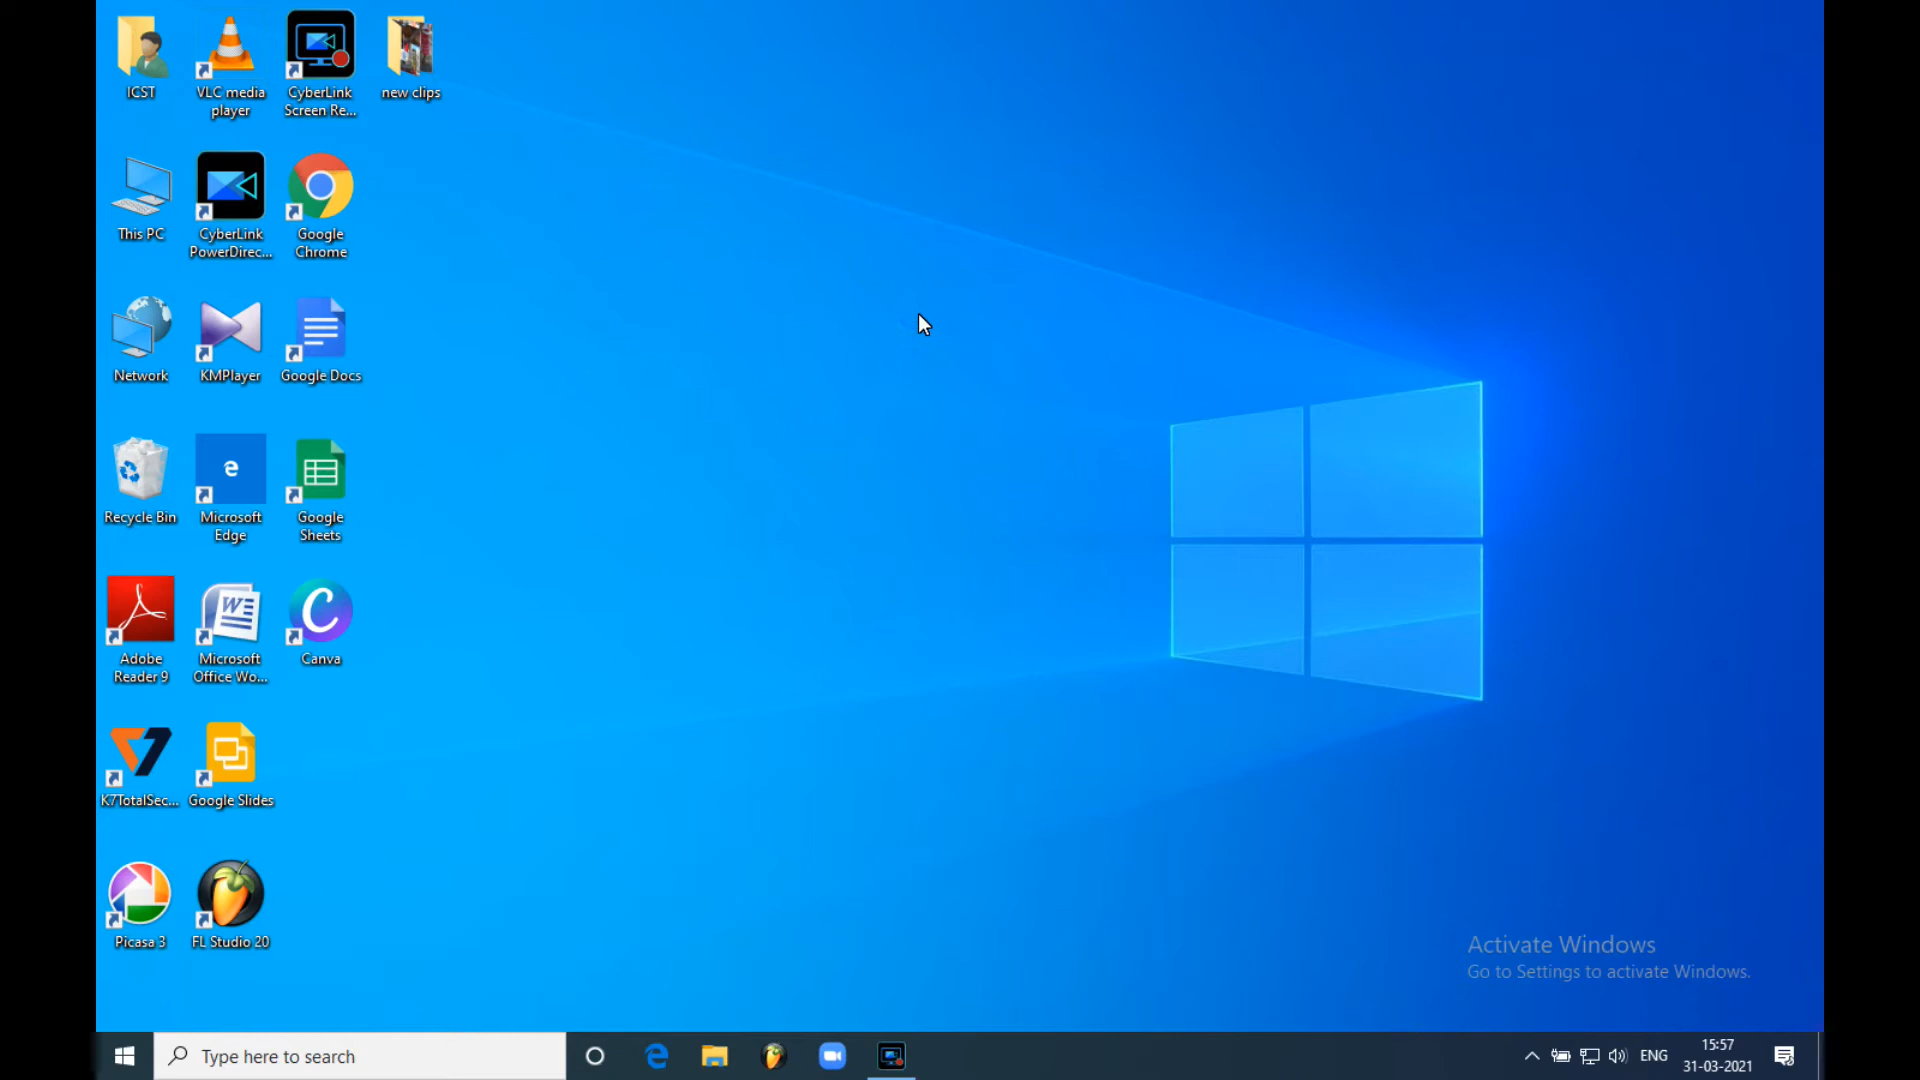 ICST
VLC media
player
CyberLink
Screen Re...
new clips
This PC
CyberLink
PowerDirec...
Google
Chrome
Network
KMPlayer
Google Docs
Recycle Bin
e
Microsoft
Edge
Google
Sheets
Adobe
Reader 9
W
Microsoft
Office Wo...
C
Canva
K7TotalSec...
Google Slides
Picasa 3
FL Studio 20
Activate Windows
Go to Settings to activate Windows.
Type here to search
ENG
15:57
31-03-2021